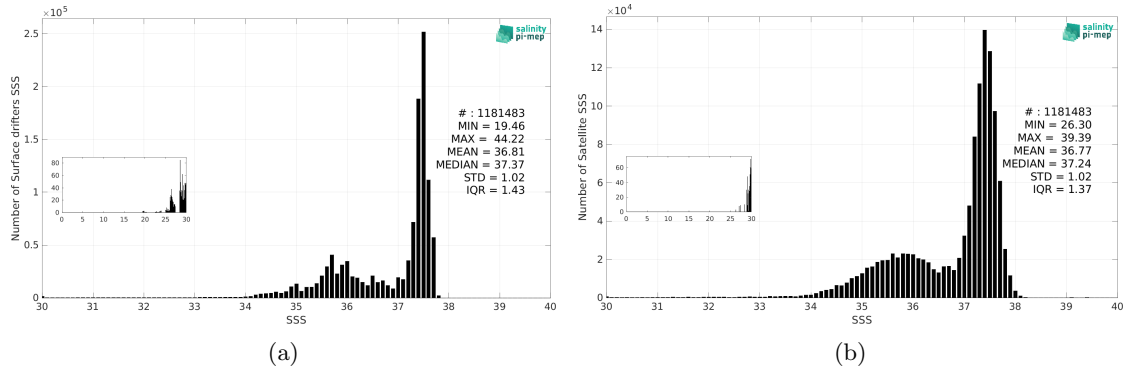 ×10⁵
2.5
2
1.5
1
0.5
0
Number of Surface drifters SSS
salinity
pi-mep
# : 1181483
MIN = 19.46
MAX = 44.22
MEAN = 36.81
MEDIAN = 37.37
STD = 1.02
IQR = 1.43
80
60
40
20
0
0 5 10 15 20 25 30
30 31 32 33 34 35 36 37 38 39 40
SSS
(a)
×10⁴
14
12
10
8
6
4
2
0
Number of Satellite SSS
salinity
pi-mep
# : 1181483
MIN = 26.30
MAX = 39.39
MEAN = 36.77
MEDIAN = 37.24
STD = 1.02
IQR = 1.37
60
40
20
0
0 5 10 15 20 25 30
30 31 32 33 34 35 36 37 38 39 40
SSS
(b)